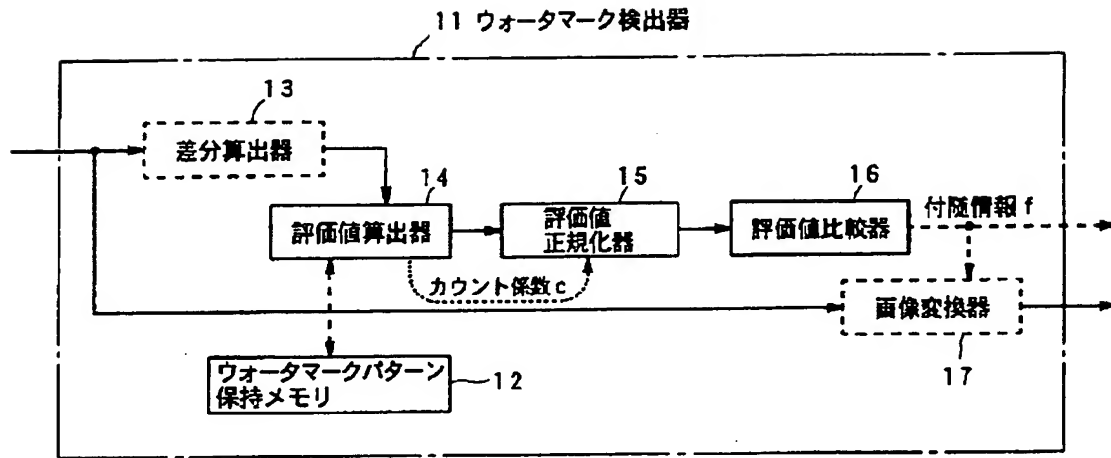 11 ウォータマーク検出器
13
差分算出器
14
評価値算出器
15
評価値
正規化器
16
評価値比較器
付随情報 f
カウント係数 c
画像変換器
17
ウォータマークパターン
保持メモリ
12